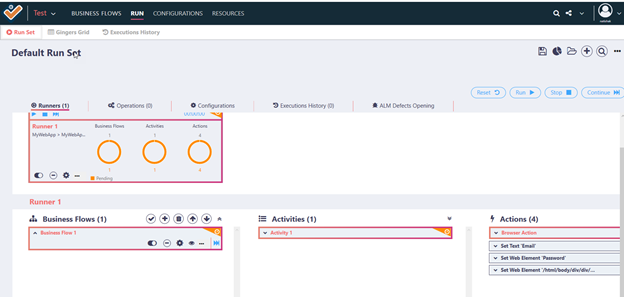 Test BUSINESS FLOWS RUN CONFIGURATIONS RESOURCES
Run Set Gingers Grid Executions History
Default Run Set
Reset Run Stop Continue
Runners (1) Operations (0) Configurations Executions History (0) ALM Defects Opening
Runner 1 Business Flows Activities Actions
MyWebApp > MyWebAp... 1 1 4
1 1 4
Pending
Runner 1
Business Flows (1) Activities (1) Actions (4)
Business Flow 1 Activity 1 Browser Action
Set Text 'Email'
Set Web Element 'Password'
Set Web Element '/html/body/div/div/...